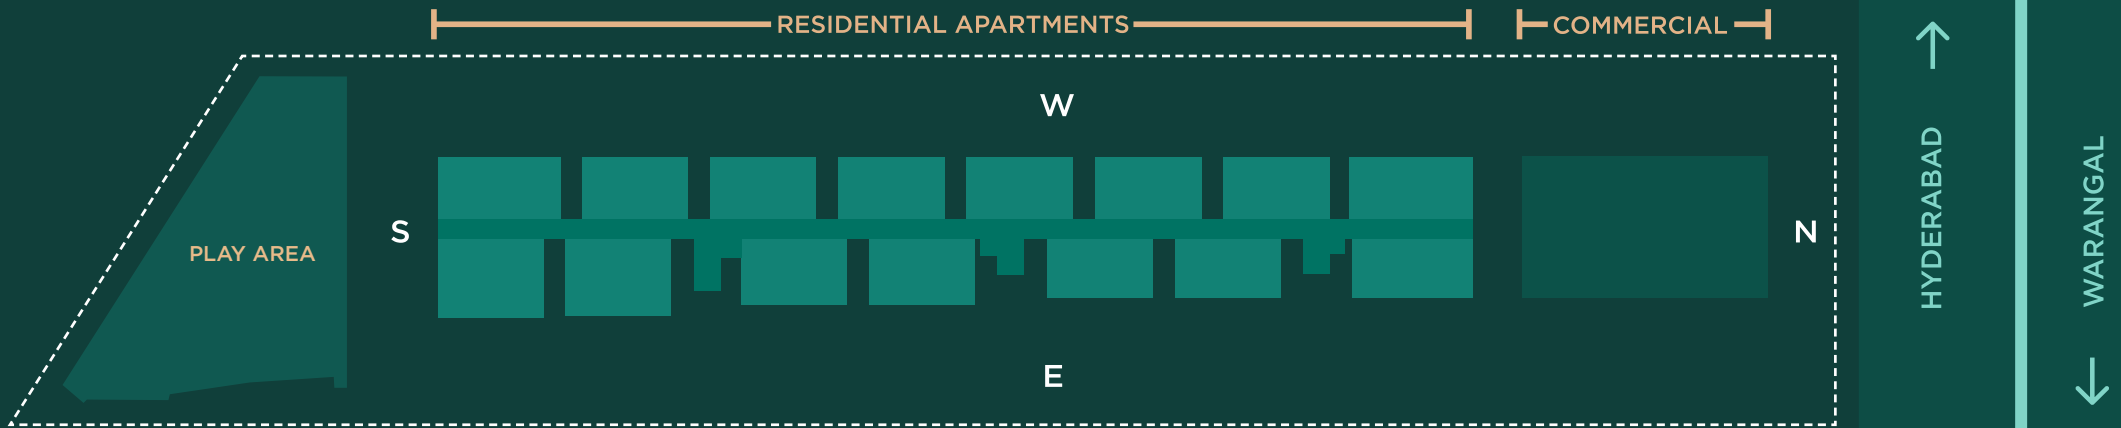 RESIDENTIAL APARTMENTS
COMMERCIAL
W
S
PLAY AREA
N
E
HYDERABAD
WARANGAL